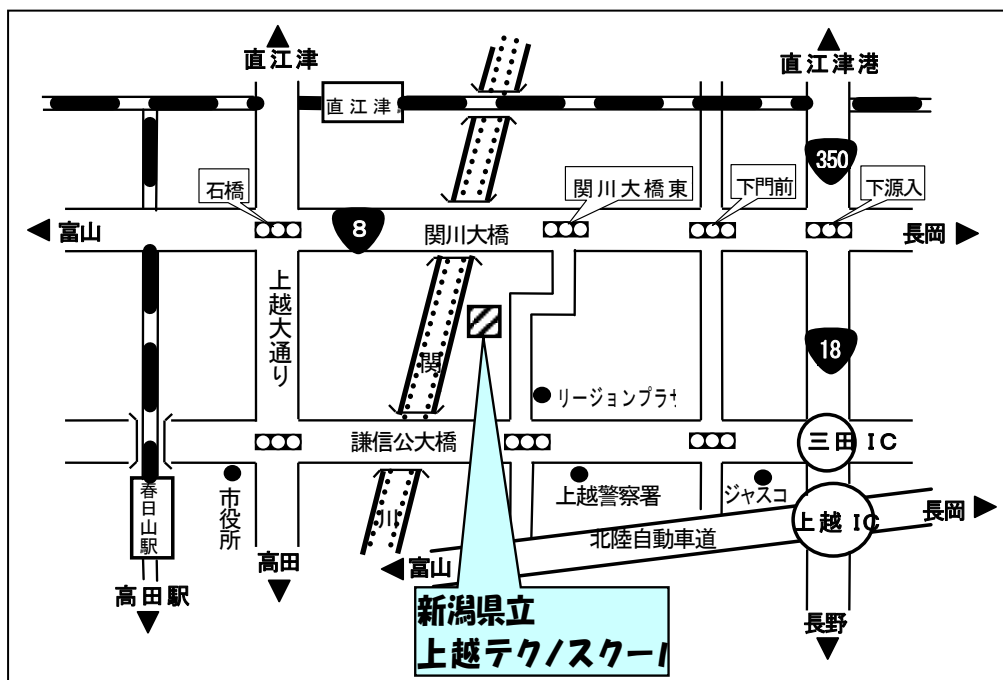 直江津
直江津港
直江津
350
石橋
関川大橋東
下門前
下源入
富山
8
関川大橋
長岡
上越大通り
関
18
リージョンプラザ
謙信公大橋
三田 IC
春日山駅
市役所
川
上越警察署
ジャスコ
上越 IC
長岡
北陸自動車道
高田
富山
高田駅
新潟県立
上越テクノスクール
長野